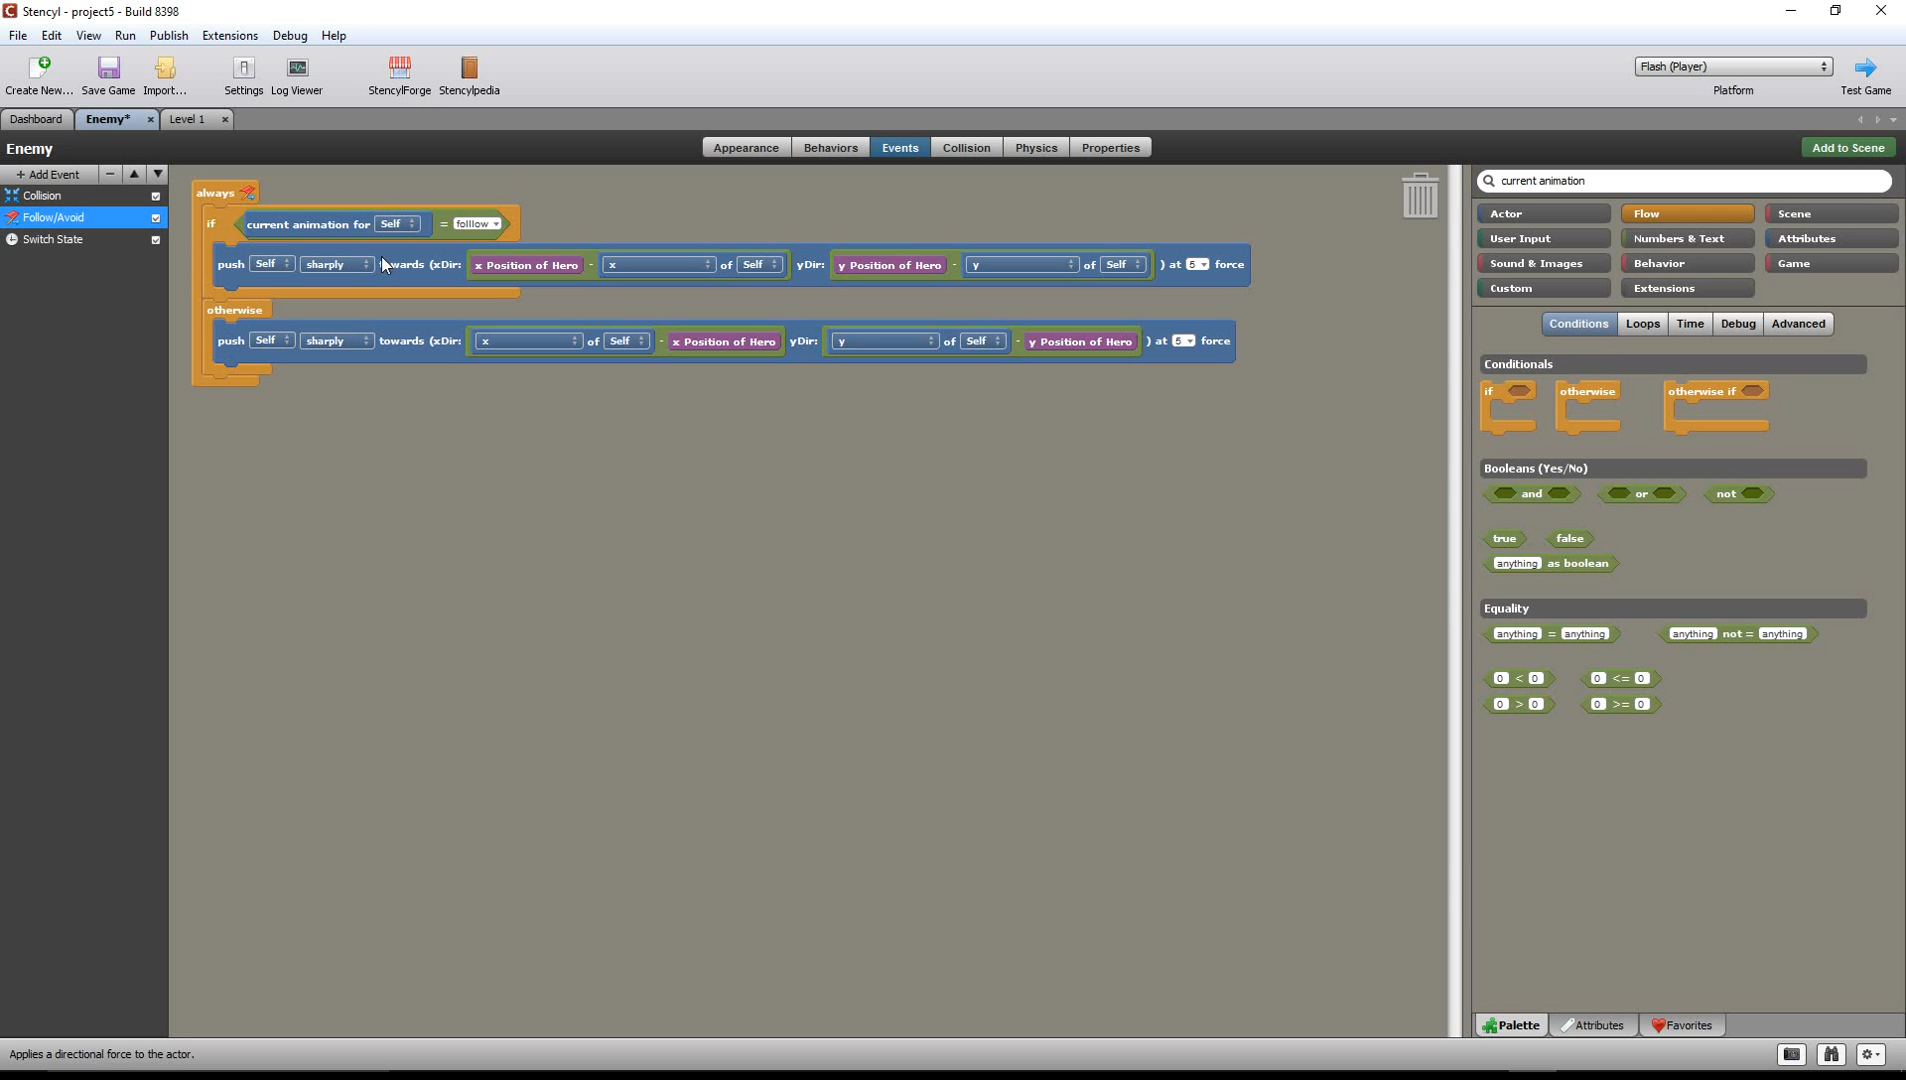 Stencyl - project5 - Build 8398
File Edit View Run Publish Extensions Debug Help
Create New... Save Game Import... Settings Log Viewer StencylForge Stencylpedia
Flash (Player)
Platform
Test Game
Dashboard Enemy* Level 1
Enemy
Appearance Behaviors Events Collision Physics Properties
Add to Scene
+ Add Event
Collision
Follow/Avoid
Switch State
always
if current animation for Self = folllow
push Self sharply towards (xDir: x Position of Hero - x of Self yDir: y Position of Hero - y of Self ) at 5 force
otherwise
push Self sharply towards (xDir: x of Self - x Position of Hero yDir: y of Self - y Position of Hero ) at 5 force
current animation
Actor Flow Scene
User Input Numbers & Text Attributes
Sound & Images Behavior Game
Custom Extensions
Conditions Loops Time Debug Advanced
Conditionals
if otherwise otherwise if
Booleans (Yes/No)
and or not
true false
anything as boolean
Equality
anything = anything anything not = anything
0 < 0 0 <= 0
0 > 0 0 >= 0
Palette Attributes Favorites
Applies a directional force to the actor.